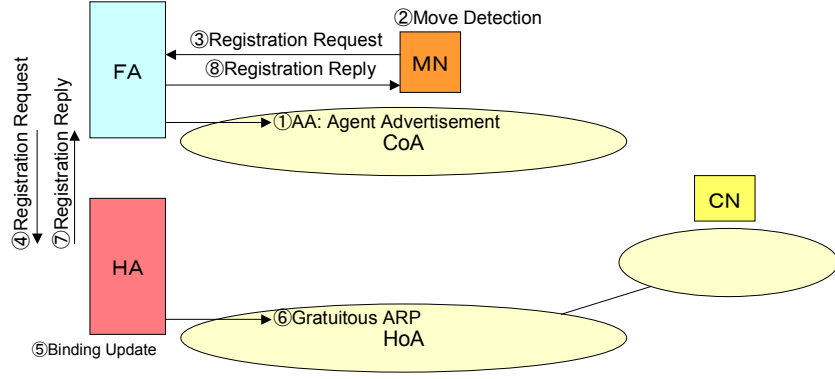 ②Move Detection
③Registration Request
FA
MN
⑧Registration Reply
①AA: Agent Advertisement
CoA
④Registration Request
⑦Registration Reply
CN
HA
⑥Gratuitous ARP
HoA
⑤Binding Update